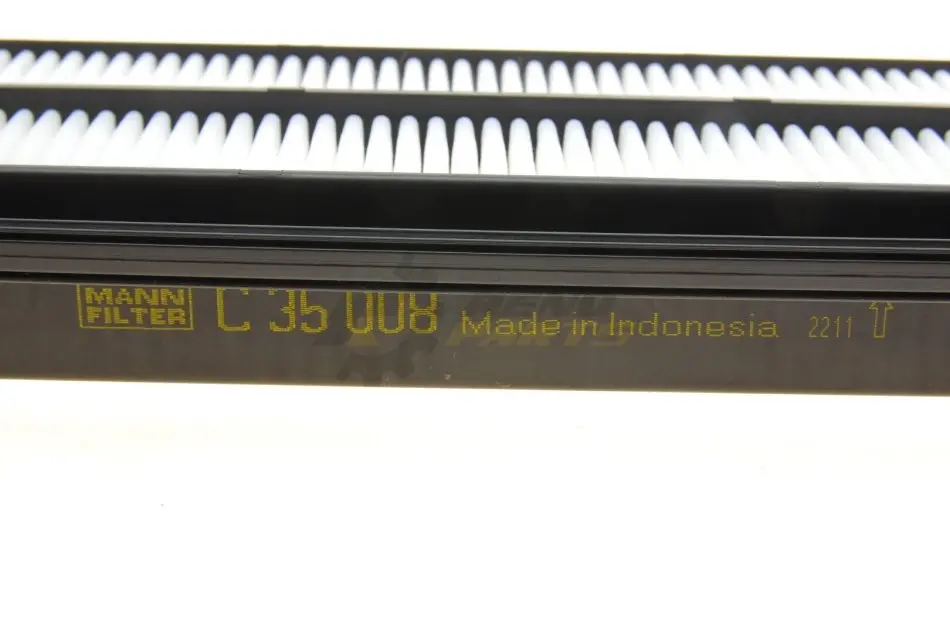 MANN
FILTER
C 35 008 Made in Indonesia 2211